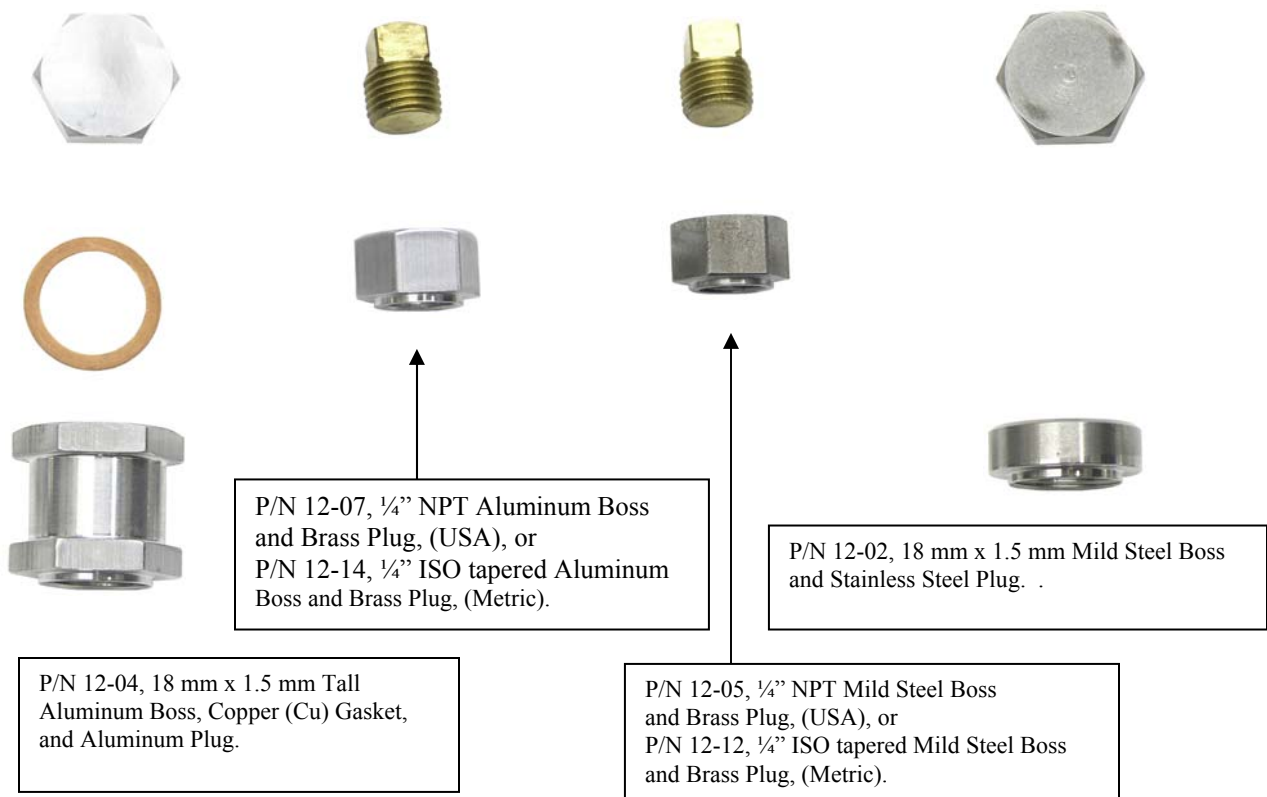 P/N 12-07, ¼” NPT Aluminum Boss
and Brass Plug, (USA), or
P/N 12-14, ¼” ISO tapered Aluminum
Boss and Brass Plug, (Metric).
P/N 12-02, 18 mm x 1.5 mm Mild Steel Boss
and Stainless Steel Plug. .
P/N 12-04, 18 mm x 1.5 mm Tall
Aluminum Boss, Copper (Cu) Gasket,
and Aluminum Plug.
P/N 12-05, ¼” NPT Mild Steel Boss
and Brass Plug, (USA), or
P/N 12-12, ¼” ISO tapered Mild Steel Boss
and Brass Plug, (Metric).